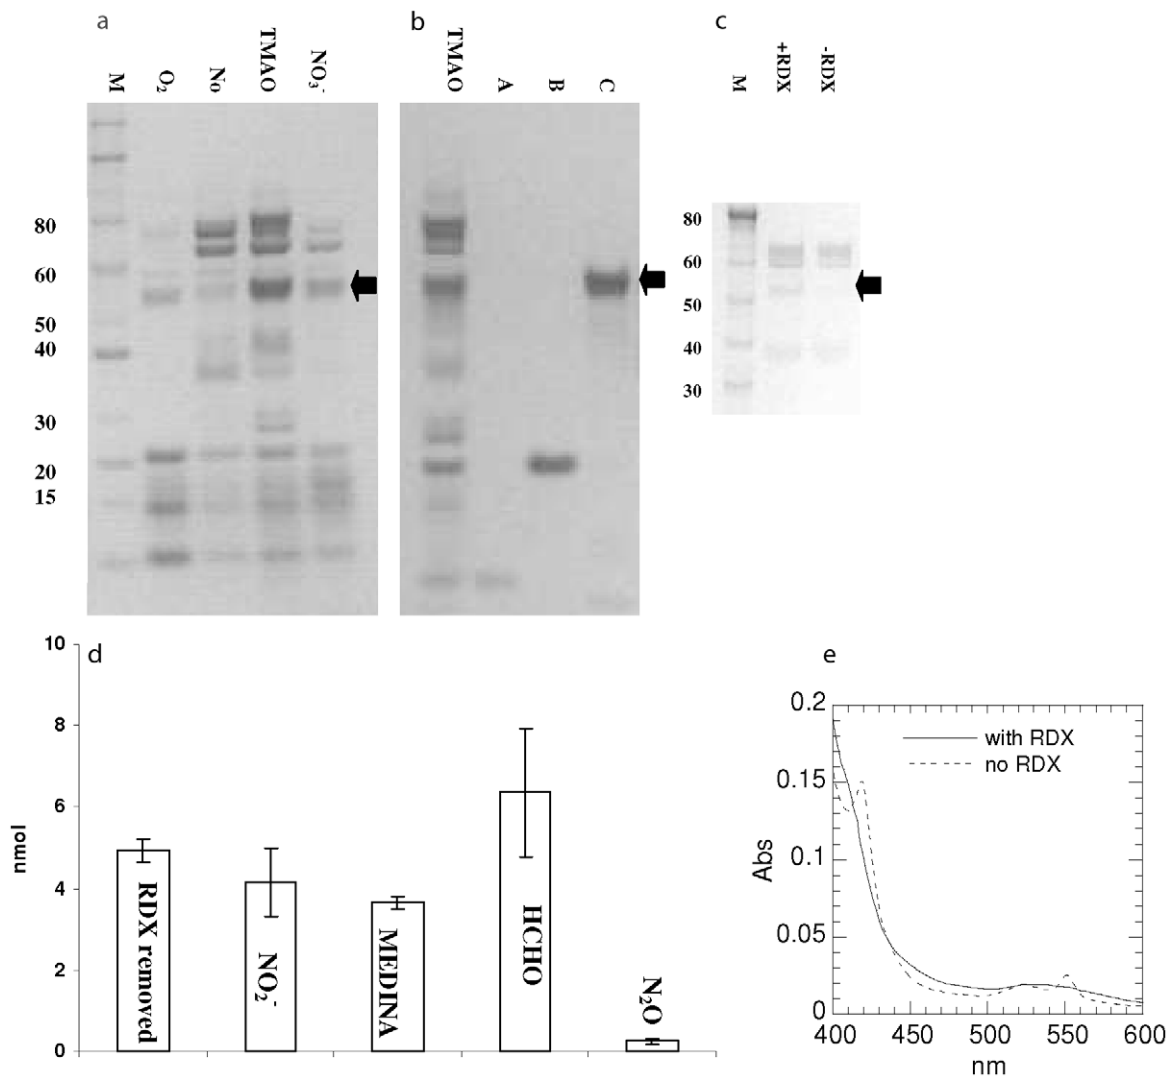 a
M
O2
No
TMAO
NO3-
80
60
50
40
30
20
15
b
TMAO
A
B
C
c
M
+RDX
-RDX
80
60
50
40
30
d
10
8
6
4
2
0
nmol
RDX removed
NO2-
MEDINA
HCHO
N2O
e
0.2
0.15
0.1
0.05
0
Abs
with RDX
no RDX
400 450 500 550 600
nm